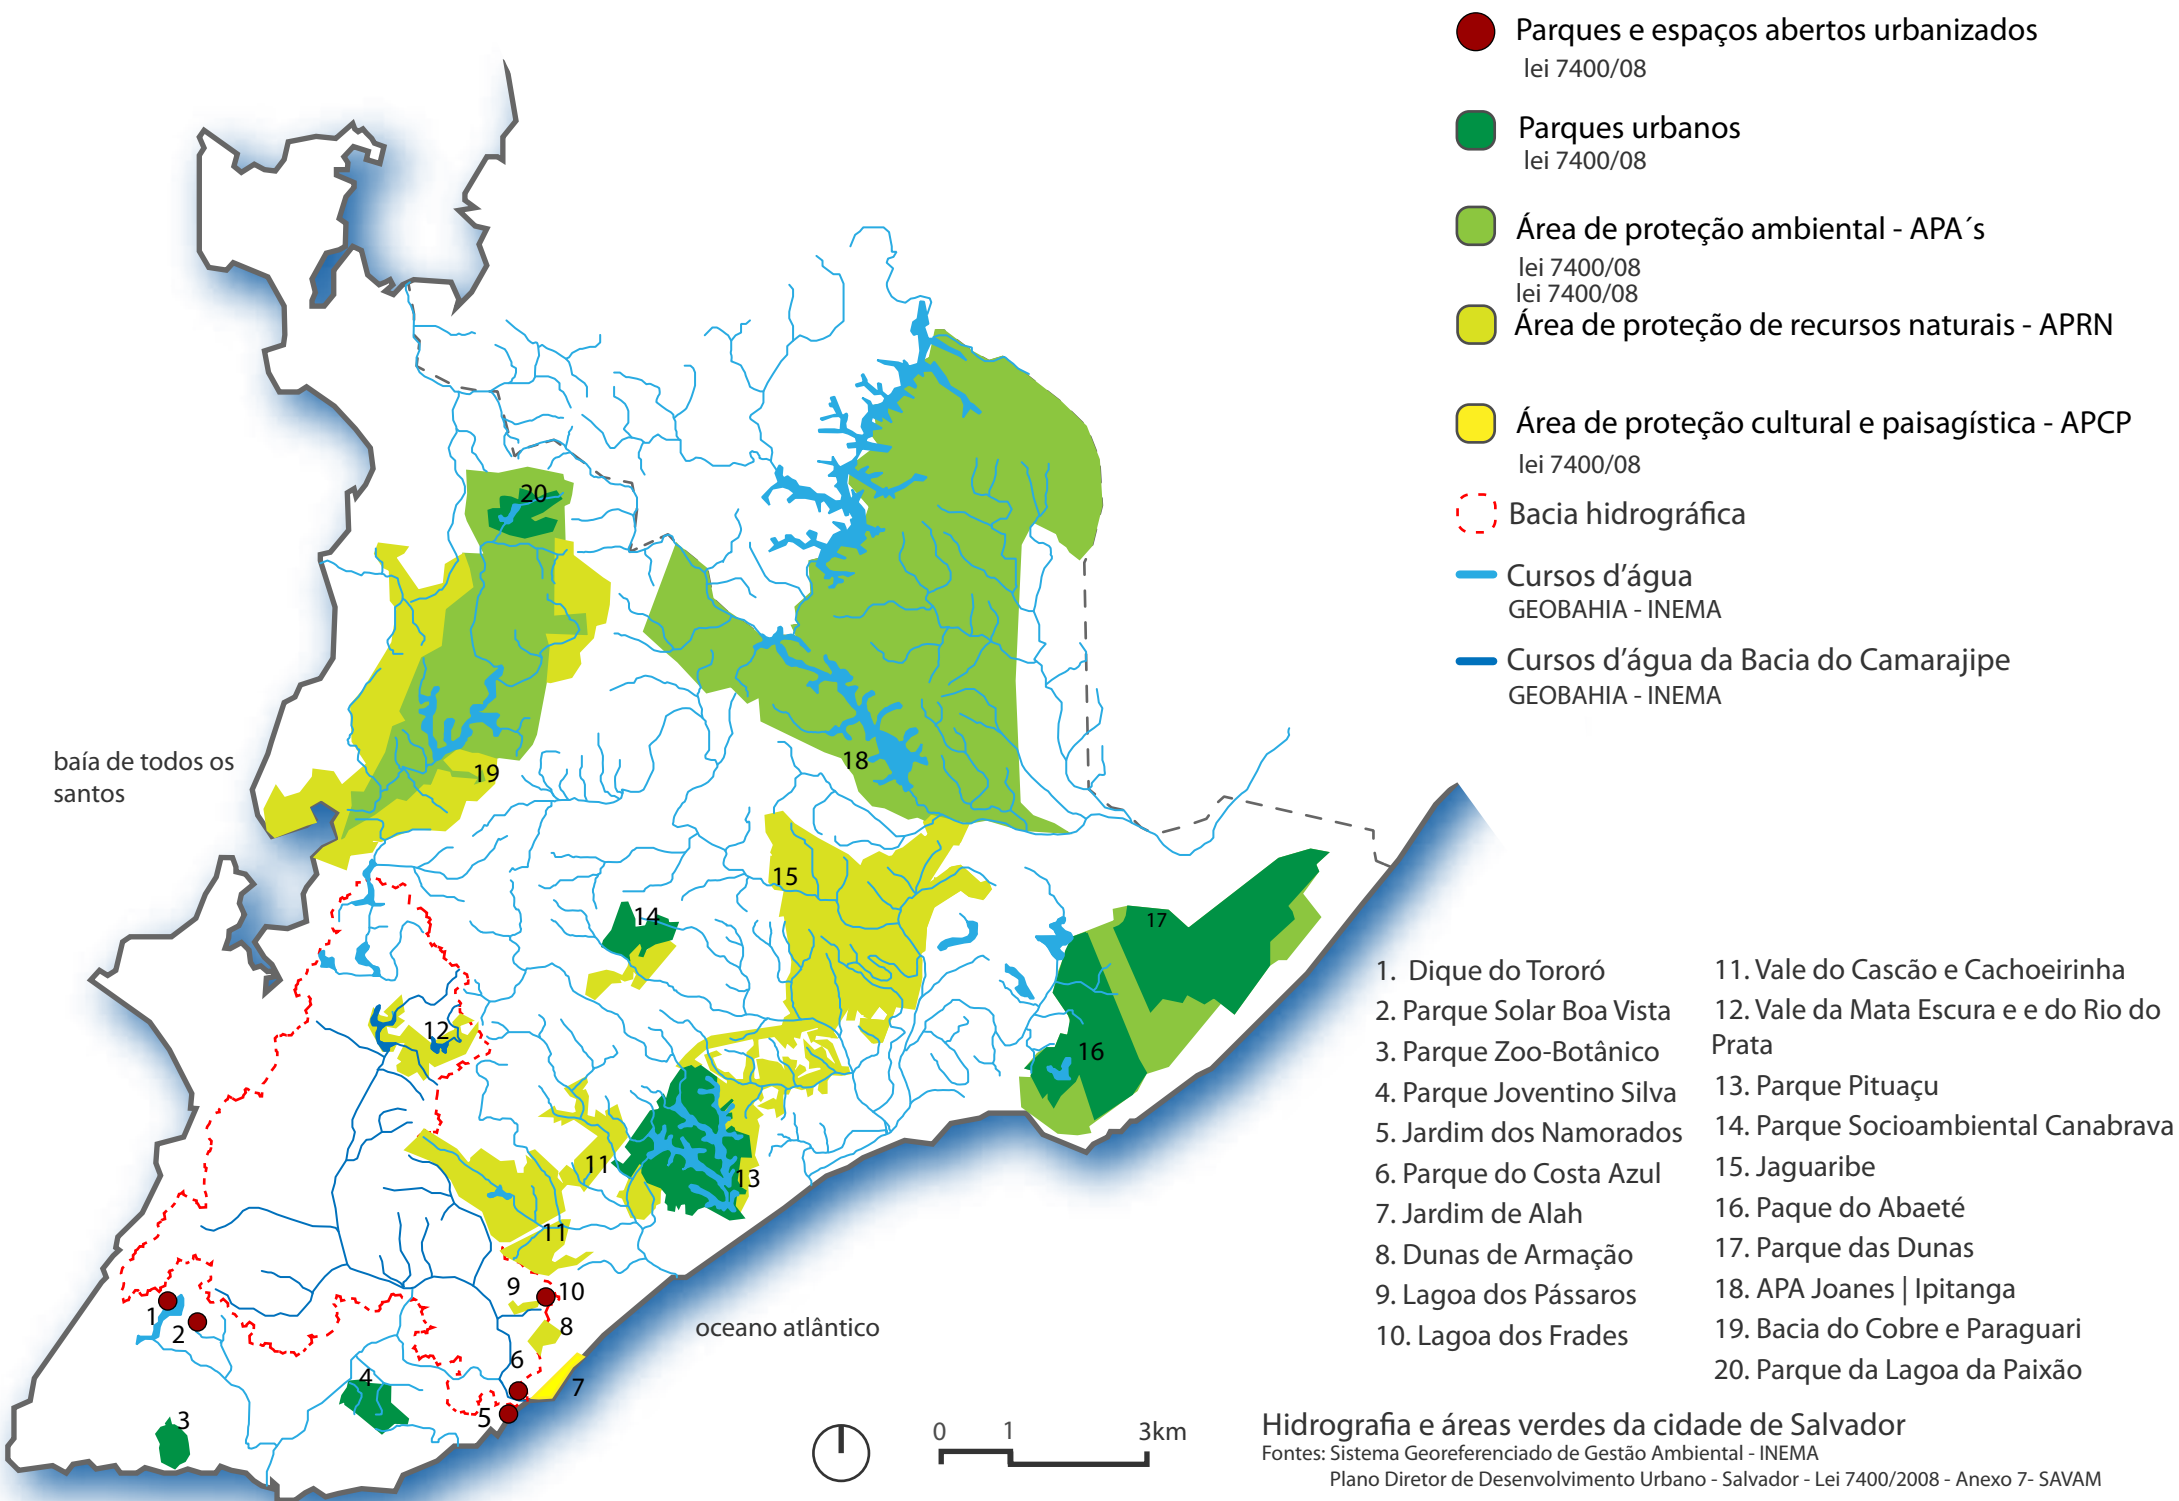 Parques e espaços abertos urbanizados
lei 7400/08
Parques urbanos
lei 7400/08
Área de proteção ambiental - APA´s
lei 7400/08
lei 7400/08
Área de proteção de recursos naturais - APRN
Área de proteção cultural e paisagística - APCP
lei 7400/08
Bacia hidrográfica
Cursos d’água
GEOBAHIA - INEMA
Cursos d’água da Bacia do Camarajipe
GEOBAHIA - INEMA
20
18
19
baía de todos os
santos
15
14
17
12
16
11
13
11
9
10
8
1
2
6
7
4
5
3
oceano atlântico
1. Dique do Tororó
2. Parque Solar Boa Vista
3. Parque Zoo-Botânico
4. Parque Joventino Silva
5. Jardim dos Namorados
6. Parque do Costa Azul
7. Jardim de Alah
8. Dunas de Armação
9. Lagoa dos Pássaros
10. Lagoa dos Frades
11. Vale do Cascão e Cachoeirinha
12. Vale da Mata Escura e e do Rio do
Prata
13. Parque Pituaçu
14. Parque Socioambiental Canabrava
15. Jaguaribe
16. Paque do Abaeté
17. Parque das Dunas
18. APA Joanes | Ipitanga
19. Bacia do Cobre e Paraguari
20. Parque da Lagoa da Paixão
0 1 3km
Hidrografia e áreas verdes da cidade de Salvador
Fontes: Sistema Georeferenciado de Gestão Ambiental - INEMA
Plano Diretor de Desenvolvimento Urbano - Salvador - Lei 7400/2008 - Anexo 7- SAVAM